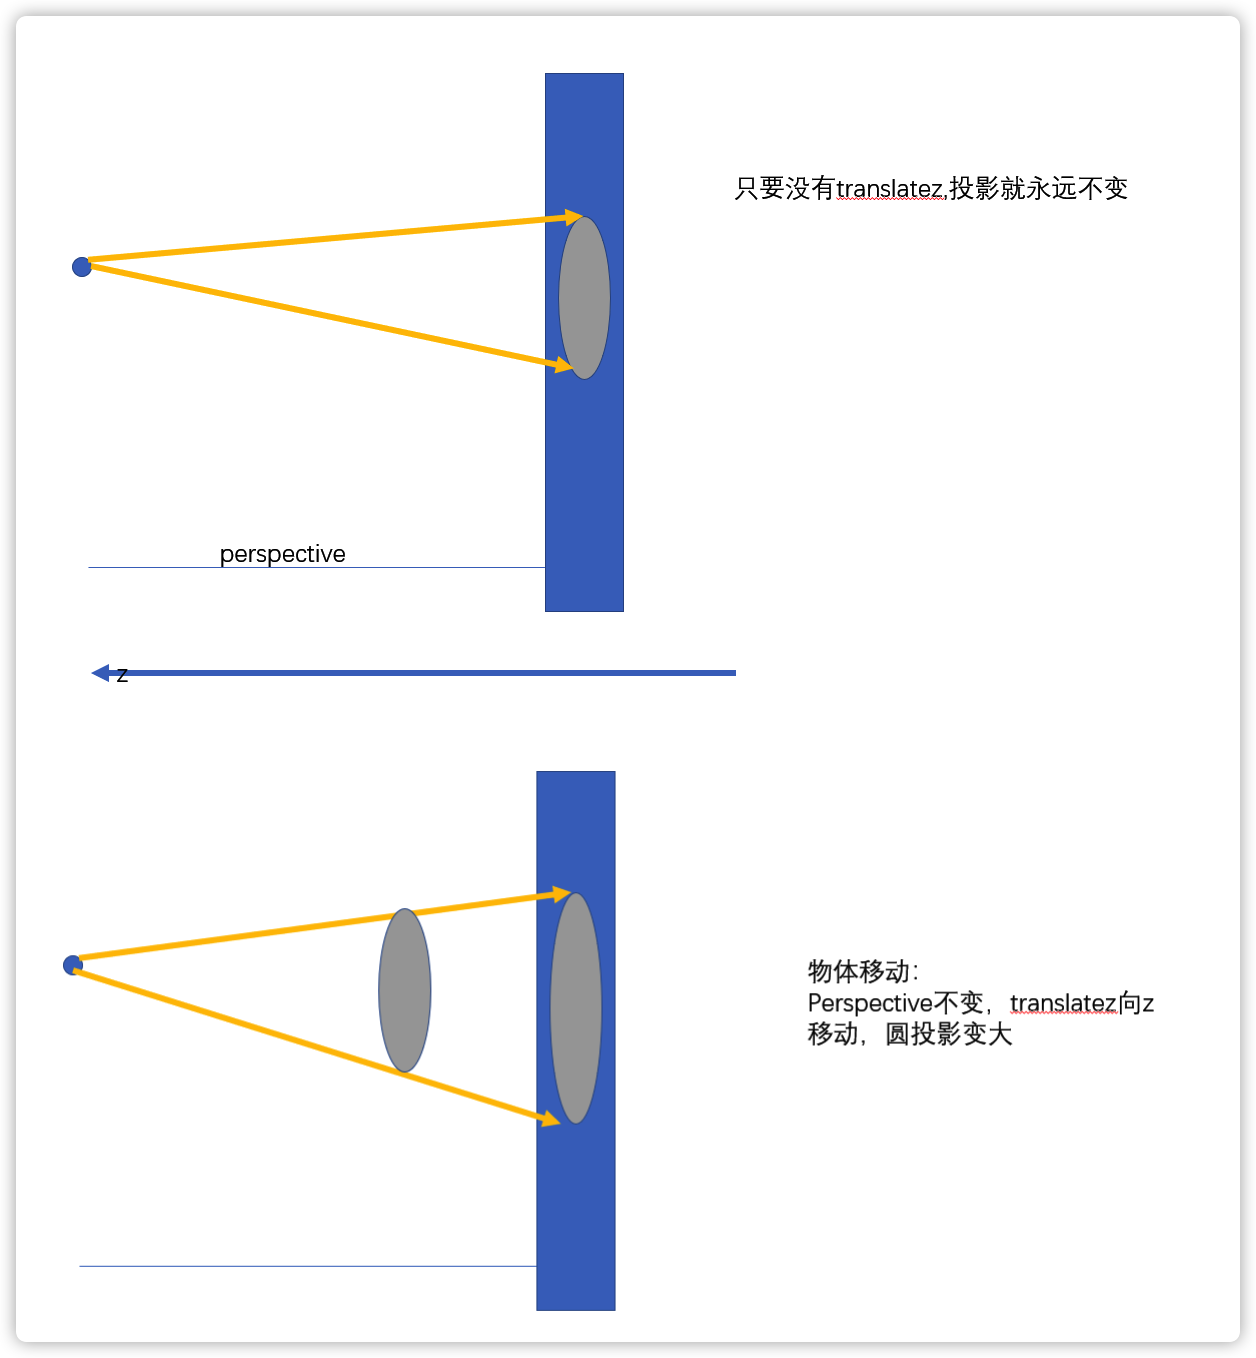 只要没有translatez,投影就永远不变
perspective
z
物体移动：
Perspective不变，translatez向z
移动，圆投影变大